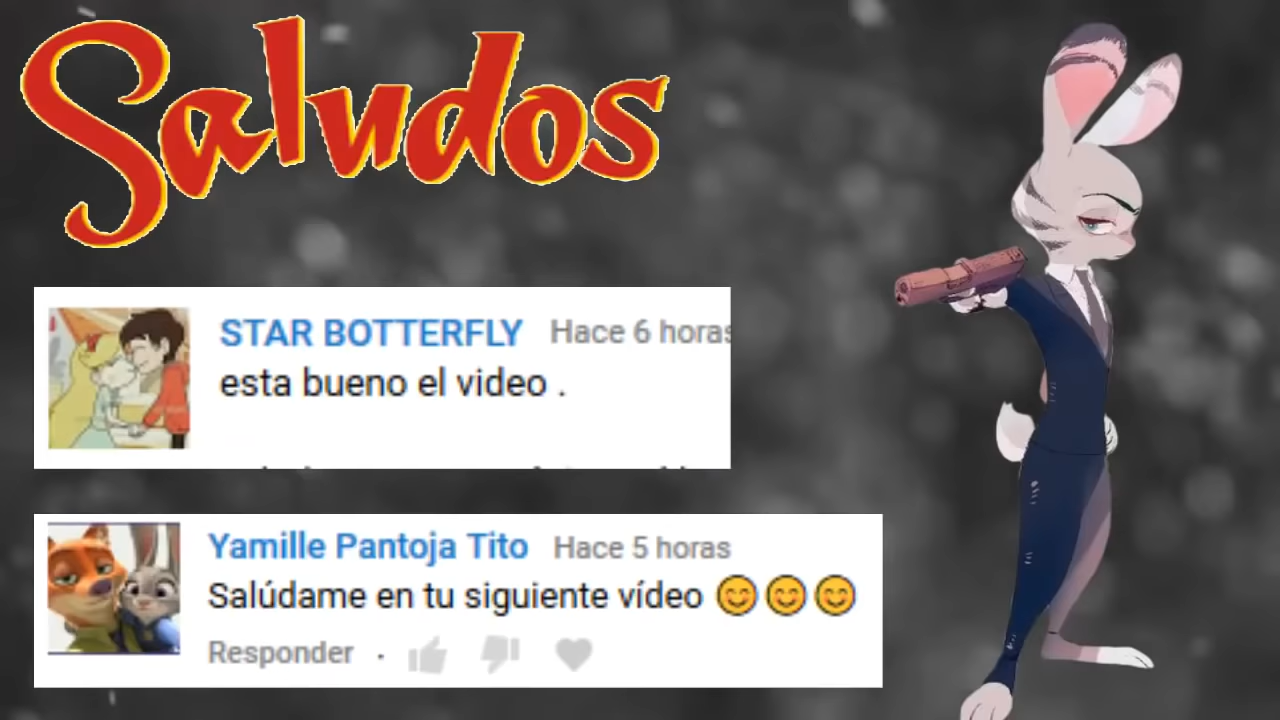 Saludos
STAR BOTTERFLY Hace 6 horas
esta bueno el video .
Yamille Pantoja Tito Hace 5 horas
Salúdame en tu siguiente vídeo 😊😊😊
Responder ·